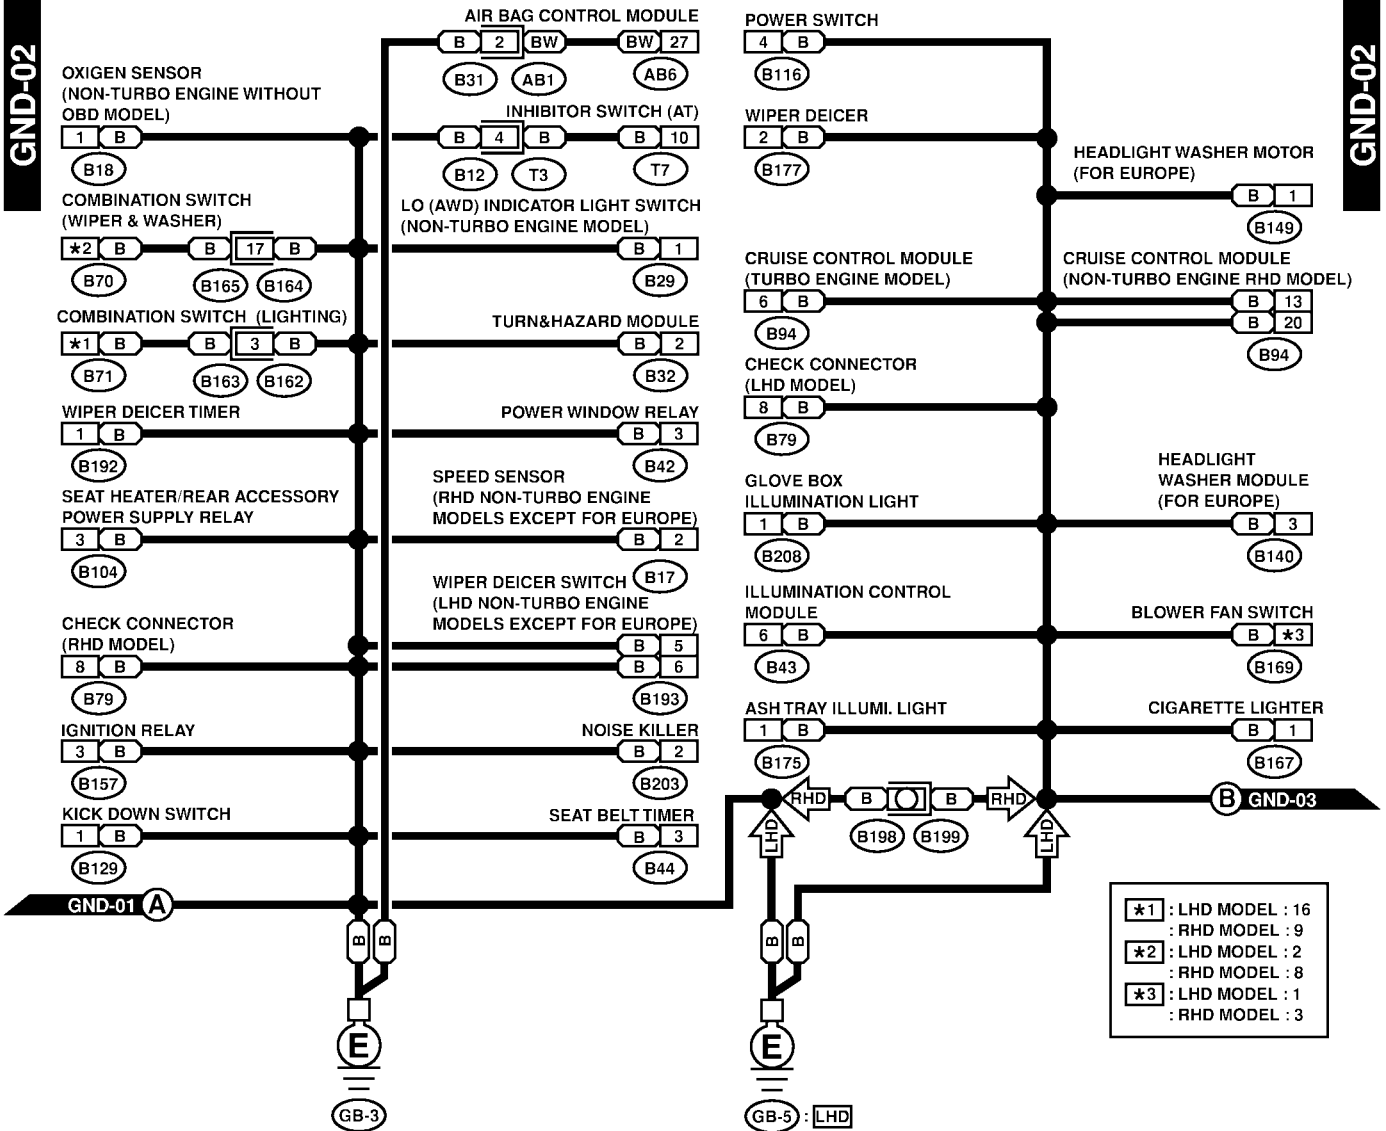 GND-02
GND-02
AIR BAG CONTROL MODULE
B 2 BW BW 27
B31 AB1 AB6
OXIGEN SENSOR
(NON-TURBO ENGINE WITHOUT
OBD MODEL)
1 B
B18
INHIBITOR SWITCH (AT)
B 4 B B 10
B12 T3 T7
COMBINATION SWITCH
(WIPER & WASHER)
*2 B B 17 B
B70 B165 B164
LO (AWD) INDICATOR LIGHT SWITCH
(NON-TURBO ENGINE MODEL)
B 1
B29
COMBINATION SWITCH (LIGHTING)
*1 B B 3 B
B71 B163 B162
TURN&HAZARD MODULE
B 2
B32
WIPER DEICER TIMER
1 B
B192
POWER WINDOW RELAY
B 3
B42
SEAT HEATER/REAR ACCESSORY
POWER SUPPLY RELAY
3 B
B104
SPEED SENSOR
(RHD NON-TURBO ENGINE
MODELS EXCEPT FOR EUROPE)
B 2
B17
WIPER DEICER SWITCH
(LHD NON-TURBO ENGINE
MODELS EXCEPT FOR EUROPE)
B 5
B 6
B193
CHECK CONNECTOR
(RHD MODEL)
8 B
B79
IGNITION RELAY
3 B
B157
NOISE KILLER
B 2
B203
KICK DOWN SWITCH
1 B
B129
SEAT BELT TIMER
B 3
B44
GND-01 A
B B
E
GB-3
POWER SWITCH
4 B
B116
WIPER DEICER
2 B
B177
HEADLIGHT WASHER MOTOR
(FOR EUROPE)
B 1
B149
CRUISE CONTROL MODULE
(TURBO ENGINE MODEL)
6 B
B94
CRUISE CONTROL MODULE
(NON-TURBO ENGINE RHD MODEL)
B 13
B 20
B94
CHECK CONNECTOR
(LHD MODEL)
8 B
B79
GLOVE BOX
ILLUMINATION LIGHT
1 B
B208
HEADLIGHT
WASHER MODULE
(FOR EUROPE)
B 3
B140
ILLUMINATION CONTROL
MODULE
6 B
B43
BLOWER FAN SWITCH
B *3
B169
ASH TRAY ILLUMI. LIGHT
1 B
B175
CIGARETTE LIGHTER
B 1
B167
RHD B B RHD
B198 B199
B GND-03
LHD LHD
B B
E
GB-5 : LHD
*1 : LHD MODEL : 16
: RHD MODEL : 9
*2 : LHD MODEL : 2
: RHD MODEL : 8
*3 : LHD MODEL : 1
: RHD MODEL : 3